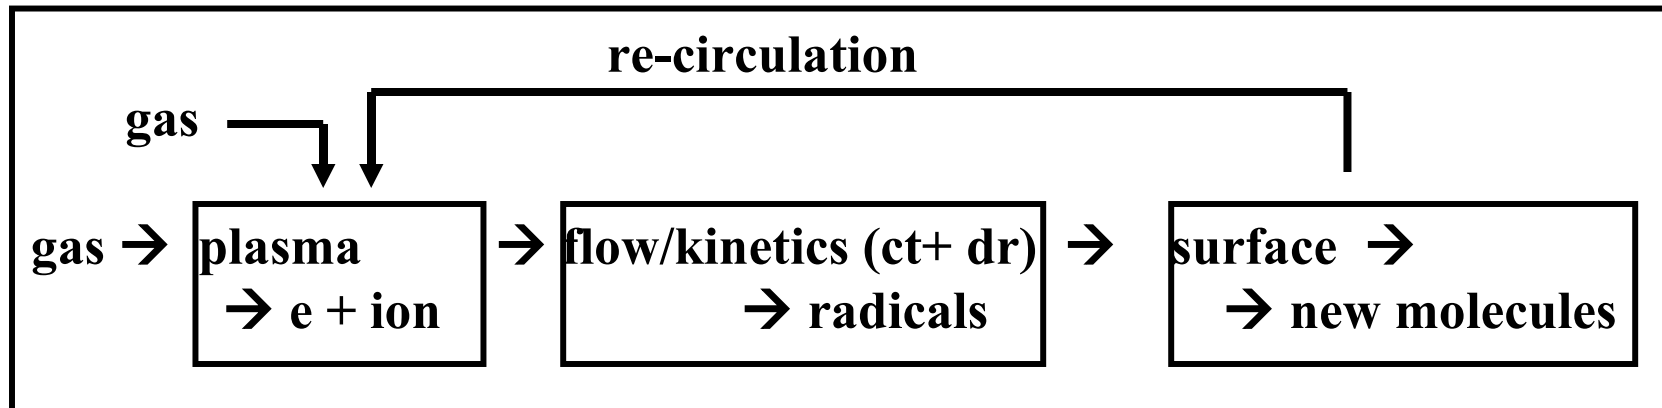 re-circulation
gas
gas → plasma → flow/kinetics (ct+ dr) → surface →
→ e + ion → radicals → new molecules